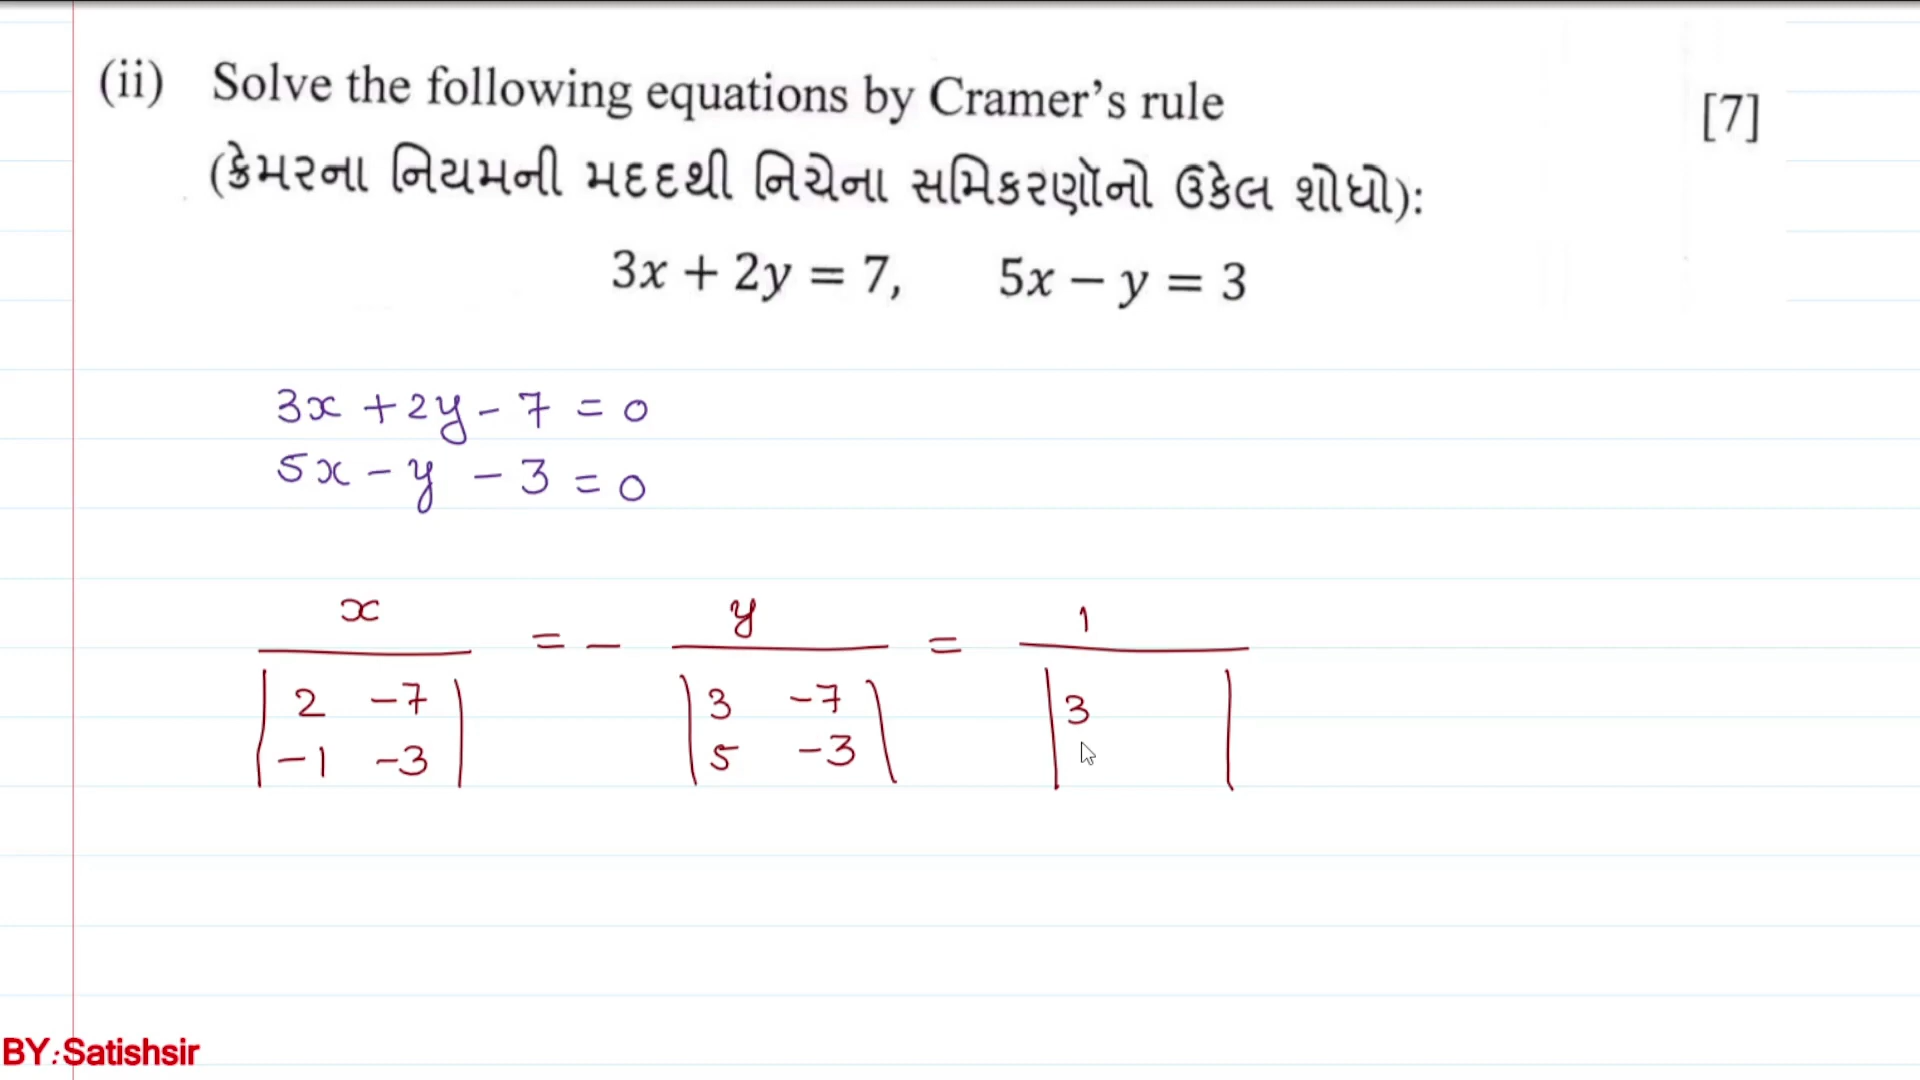 (ii) Solve the following equations by Cramer's rule [7]
(ક્રેમરના નિયમની મદદથી નિચેના સમિકરણૉનો ઉકેલ શોધો):
3x + 2y = 7, 5x − y = 3
3x + 2y - 7 = 0
5x - y - 3 = 0
x = - y = 1
2 -7 3 -7 3
-1 -3 5 -3
BY:Satishsir